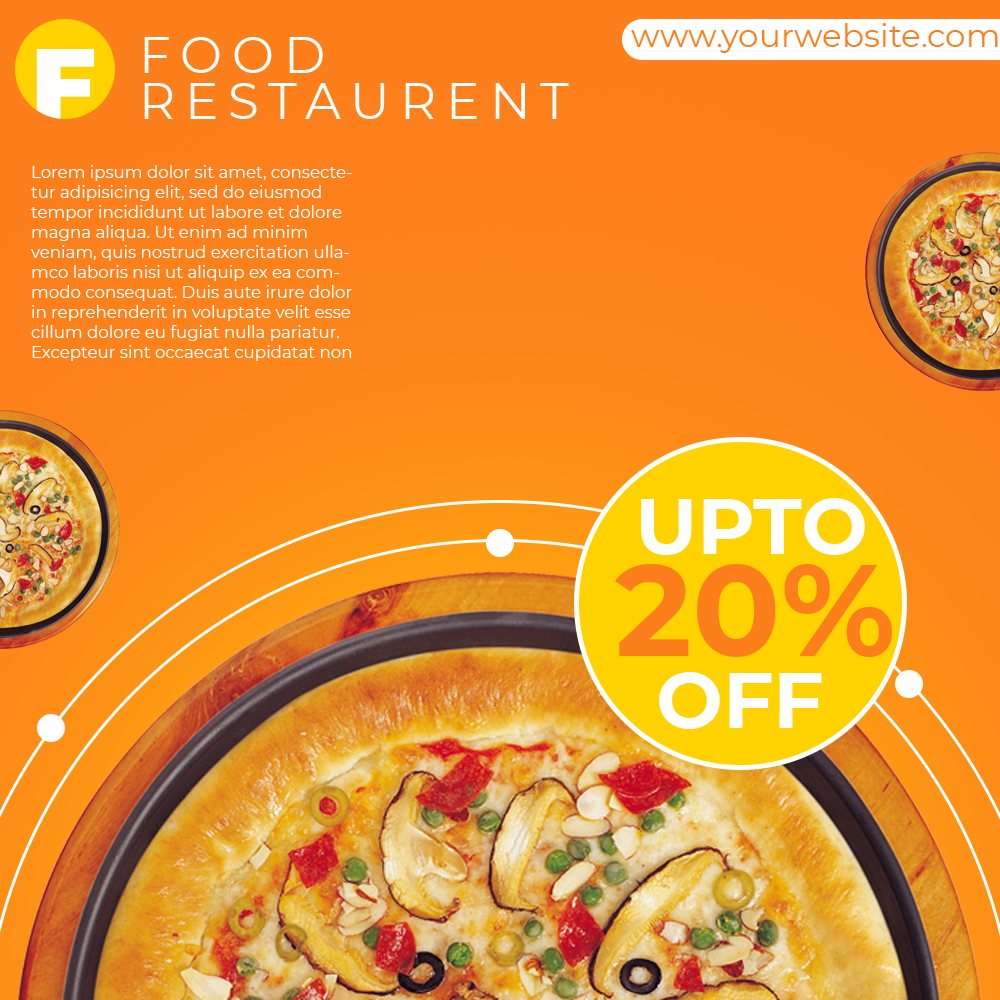 F
FOOD
RESTAURENT
www.yourwebsite.com
Lorem ipsum dolor sit amet, consecte-
tur adipisicing elit, sed do eiusmod
tempor incididunt ut labore et dolore
magna aliqua. Ut enim ad minim
veniam, quis nostrud exercitation ulla-
mco laboris nisi ut aliquip ex ea com-
modo consequat. Duis aute irure dolor
in reprehenderit in voluptate velit esse
cillum dolore eu fugiat nulla pariatur.
Excepteur sint occaecat cupidatat non
UPTO
20%
OFF